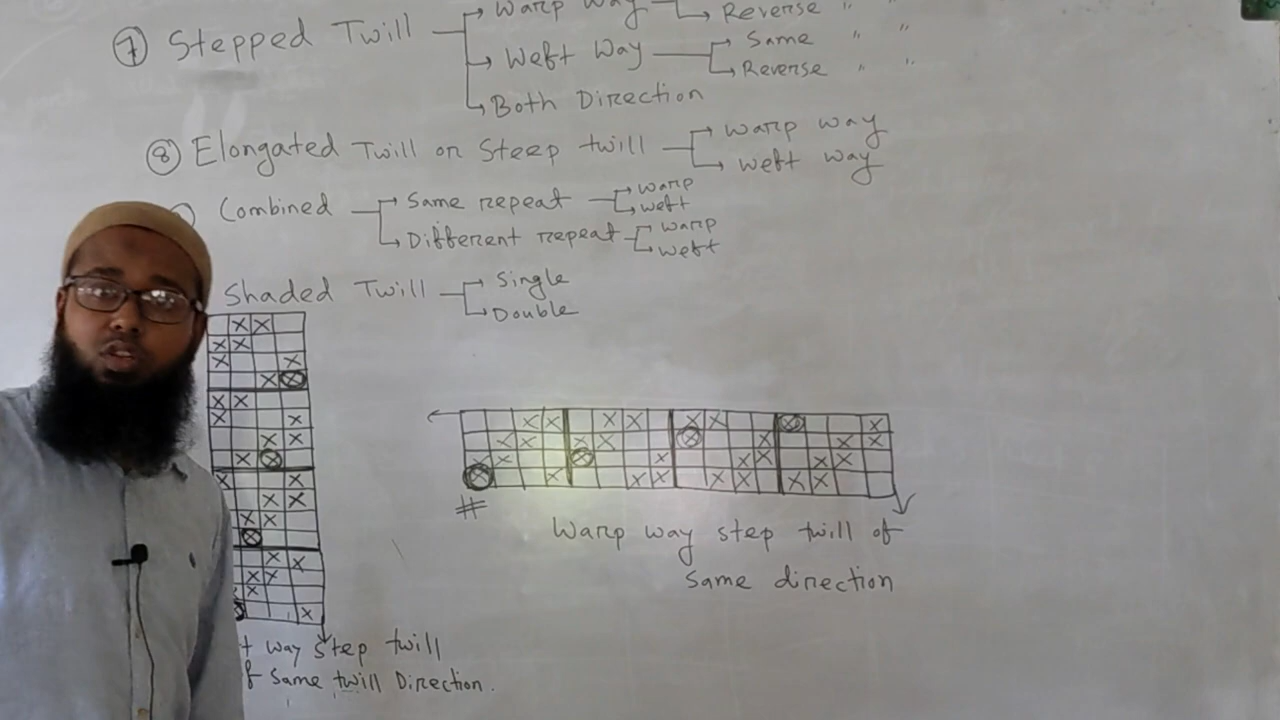 ⑦ Stepped Twill Warp Way Reverse " "
Weft Way Same " "
Reverse " "
Both Direction
⑧ Elongated Twill or Steep twill warp way
weft way
Combined Same repeat warp
weft
Different repeat warp
weft
Shaded Twill Single
Double
#
Warp way step twill of
same direction
t way step twill
f same twill Direction.